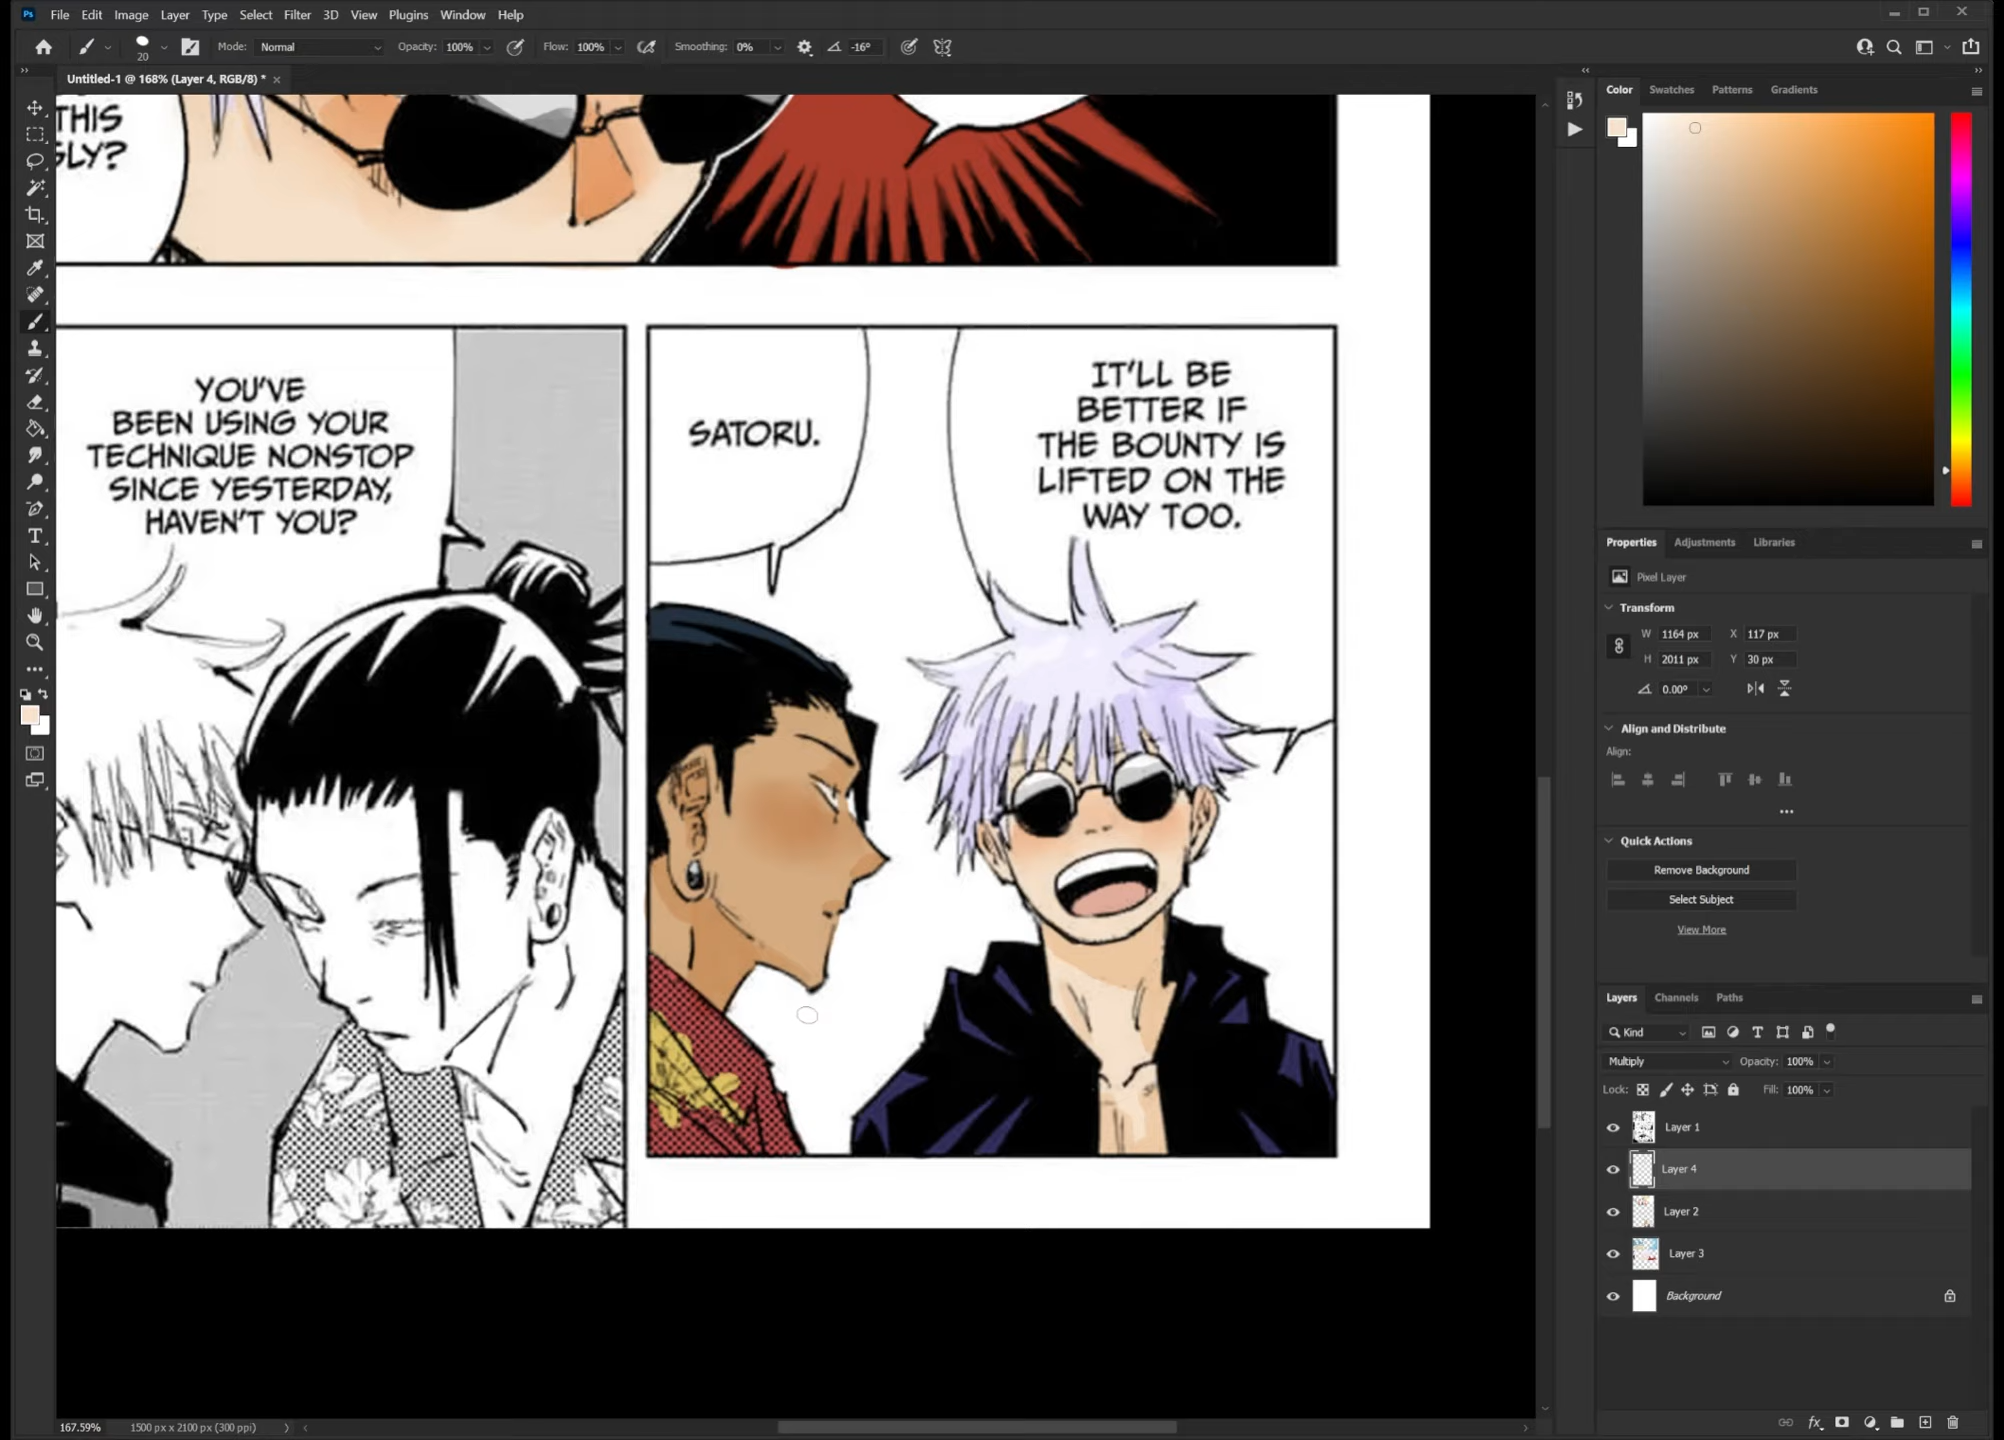 Ps File Edit Image Layer Type Select Filter 3D View Plugins Window Help
20 Mode: Normal Opacity: 100% Flow: 100% Smoothing: 0% -16°
Untitled-1 @ 168% (Layer 4, RGB/8) *
THIS
GLY?
YOU'VE
BEEN USING YOUR
TECHNIQUE NONSTOP
SINCE YESTERDAY,
HAVEN'T YOU?
SATORU.
IT'LL BE
BETTER IF
THE BOUNTY IS
LIFTED ON THE
WAY TOO.
Color Swatches Patterns Gradients
Properties Adjustments Libraries
Pixel Layer
Transform
W 1164 px X 117 px
H 2011 px Y 30 px
0.00°
Align and Distribute
Align:
Quick Actions
Remove Background
Select Subject
View More
Layers Channels Paths
Kind
Multiply Opacity: 100%
Lock: Fill: 100%
Layer 1
Layer 4
Layer 2
Layer 3
Background
fx
167.59% 1500 px x 2100 px (300 ppi)